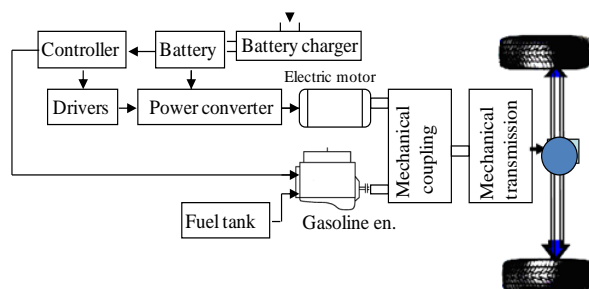 Controller
Battery
Battery charger
Electric motor
Drivers
Power converter
Mechanical
coupling
Mechanical
transmission
Fuel tank
Gasoline en.